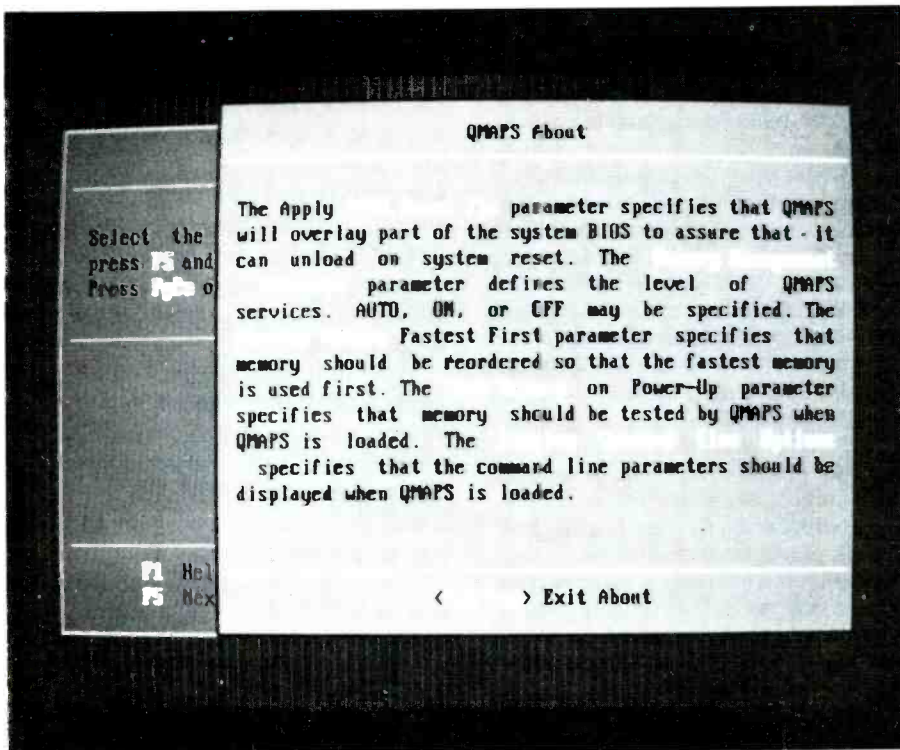 QMAPS About
The Apply parameter specifies that QMAPS
will overlay part of the system BIOS to assure that it
can unload on system reset. The
parameter defines the level of QMAPS
services. AUTO, ON, or OFF may be specified. The
Fastest First parameter specifies that
memory should be reordered so that the fastest memory
is used first. The on Power-Up parameter
specifies that memory should be tested by QMAPS when
QMAPS is loaded. The
specifies that the command line parameters should be
displayed when QMAPS is loaded.
< > Exit About
Select the
press F5 and
Press PgDn o
F1 Hel
F5 Nex